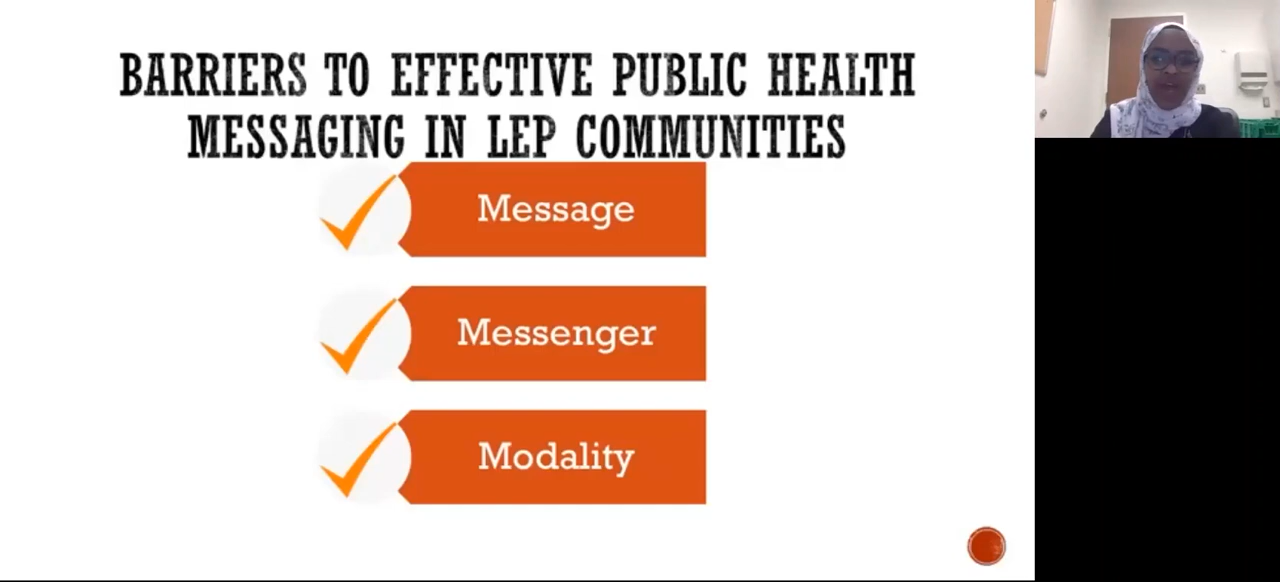 BARRIERS TO EFFECTIVE PUBLIC HEALTH
MESSAGING IN LEP COMMUNITIES
Message
Messenger
Modality